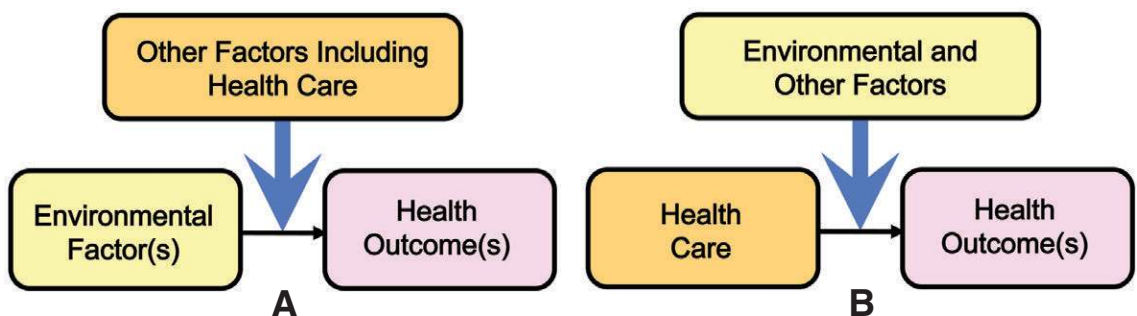 Other Factors Including
Health Care
Environmental
Factor(s)
Health
Outcome(s)
A
Environmental and
Other Factors
Health
Care
Health
Outcome(s)
B